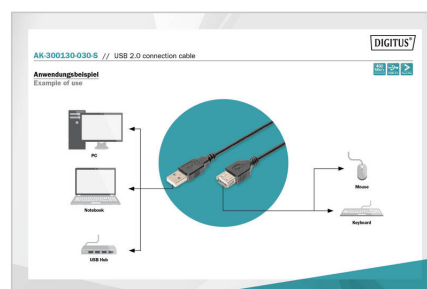 DIGITUS®
AK-300130-030-S // USB 2.0 connection cable
Anwendungsbeispiel
Example of use
PC
Notebook
USB Hub
Mouse
Keyboard